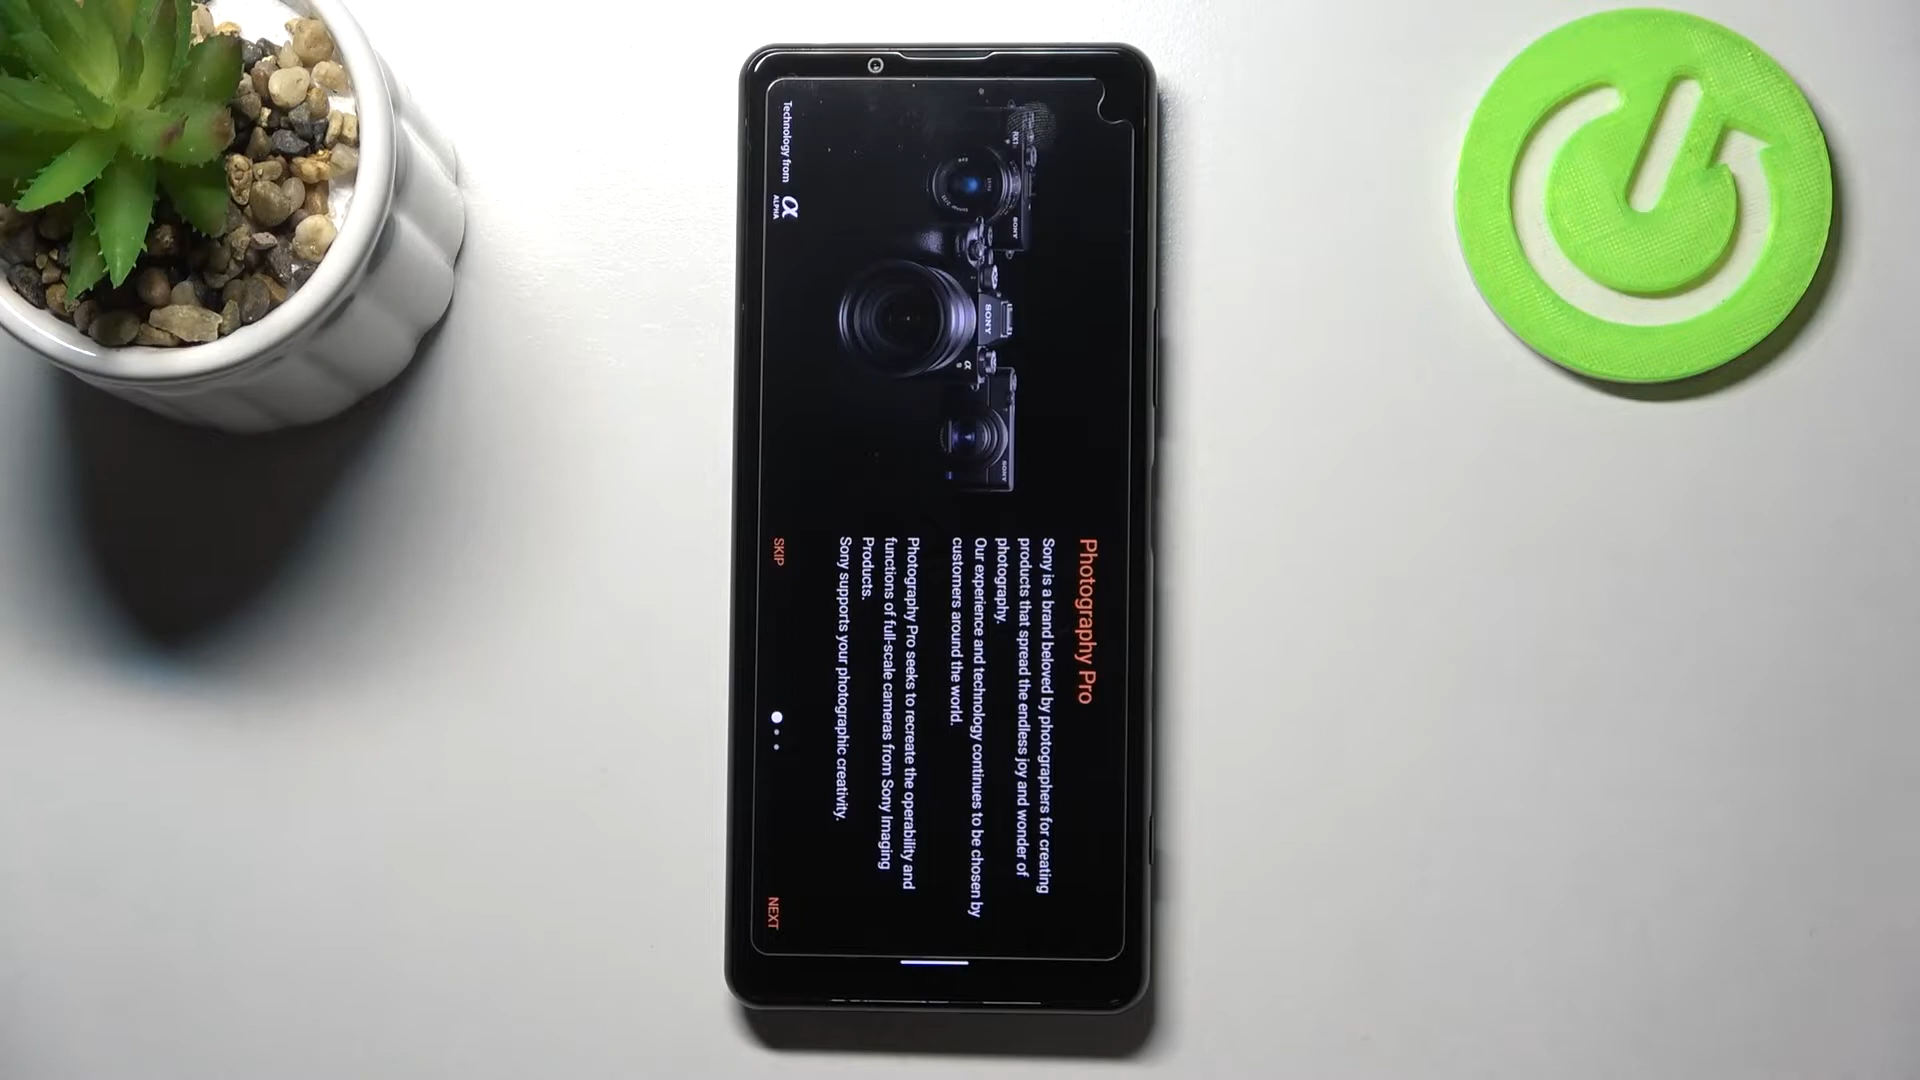 Photography Pro
Sony is a brand beloved by photographers for creating
products that spread the endless joy and wonder of
photography.
Our experience and technology continues to be chosen by
customers around the world.
Photography Pro seeks to recreate the operability and
functions of full-scale cameras from Sony Imaging
Products.
Sony supports your photographic creativity.
SKIP
NEXT
SONY
SONY
SONY
Technology from
α
ALPHA